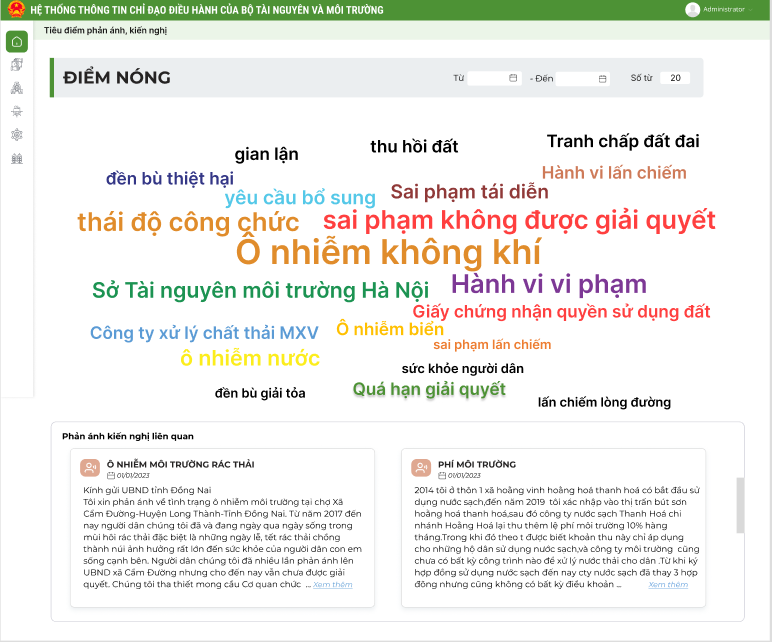 HỆ THỐNG THÔNG TIN CHỈ ĐẠO ĐIỀU HÀNH CỦA BỘ TÀI NGUYÊN VÀ MÔI TRƯỜNG
Administrator
Tiêu điểm phản ánh, kiến nghị
ĐIỂM NÓNG
Từ
- Đến
Số từ
20
gian lận
thu hồi đất
Tranh chấp đất đai
đền bù thiệt hại
Hành vi lấn chiếm
yêu cầu bổ sung
Sai phạm tái diễn
thái độ công chức
sai phạm không được giải quyết
Ô nhiễm không khí
Sở Tài nguyên môi trường Hà Nội
Hành vi vi phạm
Giấy chứng nhận quyền sử dụng đất
Công ty xử lý chất thải MXV
Ô nhiễm biển
sai phạm lấn chiếm
ô nhiễm nước
sức khỏe người dân
đền bù giải tỏa
Quá hạn giải quyết
lấn chiếm lòng đường
Phản ánh kiến nghị liên quan
Ô NHIỄM MÔI TRƯỜNG RÁC THẢI
01/01/2023
Kính gửi UBND tỉnh Đồng Nai
Tôi xin phản ánh về tình trạng ô nhiễm môi trường tại chợ Xã
Cẩm Đường-Huyện Long Thành-Tỉnh Đồng Nai. Từ năm 2017 đến
nay người dân chúng tôi đã và đang ngày qua ngày sống trong
mùi hôi rác thải đặc biệt là những ngày lễ, tết rác thải chồng
thành núi ảnh hưởng rất lớn đến sức khỏe của người dân con em
sống cạnh bên. Người dân chúng tôi đã nhiều lần phản ánh lên
UBND xã Cẩm Đường nhưng cho đến nay vẫn chưa được giải
quyết. Chúng tôi tha thiết mong cầu Cơ quan chức ... Xem thêm
PHÍ MÔI TRƯỜNG
01/01/2023
2014 tôi ở thôn 1 xã hoằng vinh hoằng hoá thanh hoá có bắt đâu sử
dụng nước sạch,đến năm 2019 tôi xác nhập vào thị trấn bút sơn
hoằng hoá thanh hoá,sau đó công ty nước sạch Thanh Hoá chi
nhánh Hoằng Hoá lại thu thêm lệ phí môi trường 10% hàng
tháng.Trong khi đó theo t được biết khoản thu này chỉ áp dụng
cho những hộ dân sử dụng nước sạch,và công ty môi trường cũng
chưa có bất kỳ công trình nào để xử lý nước thải cho dân .Từ khi ký
hợp đồng sử dụng nước sạch đến nay cty nước sạch đã thay 3 hợp
đông nhưng cũng không có bất kỳ điều khoản ... Xem thêm